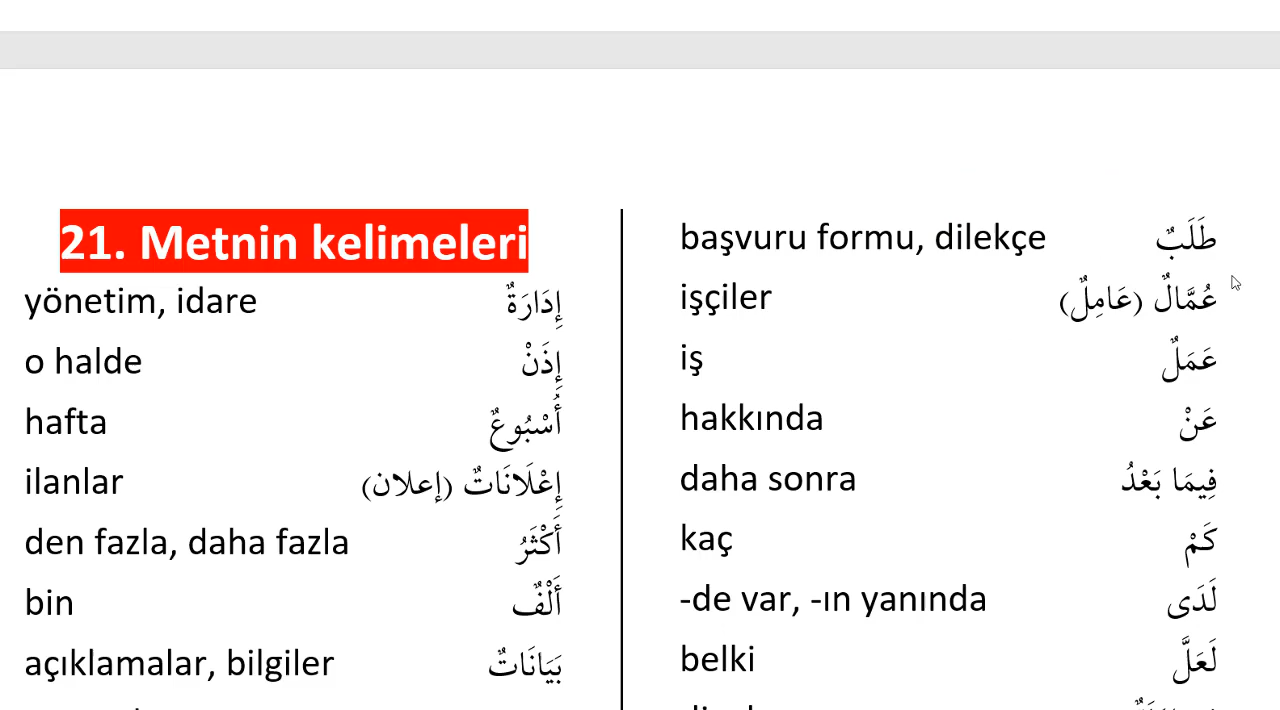 21. Metnin kelimeleri
yönetim, idare إِدَارَةٌ
o halde إِذَنْ
hafta أُسْبُوعٌ
ilanlar إِعْلَانَاتٌ (إعلان)
den fazla, daha fazla أَكْثَرُ
bin أَلْفٌ
açıklamalar, bilgiler بَيَانَاتٌ
başvuru formu, dilekçe طَلَبٌ
işçiler عُمَّالٌ (عَامِلٌ)
iş عَمَلٌ
hakkında عَنْ
daha sonra فِيمَا بَعْدُ
kaç كَمْ
-de var, -ın yanında لَدَى
belki لَعَلَّ